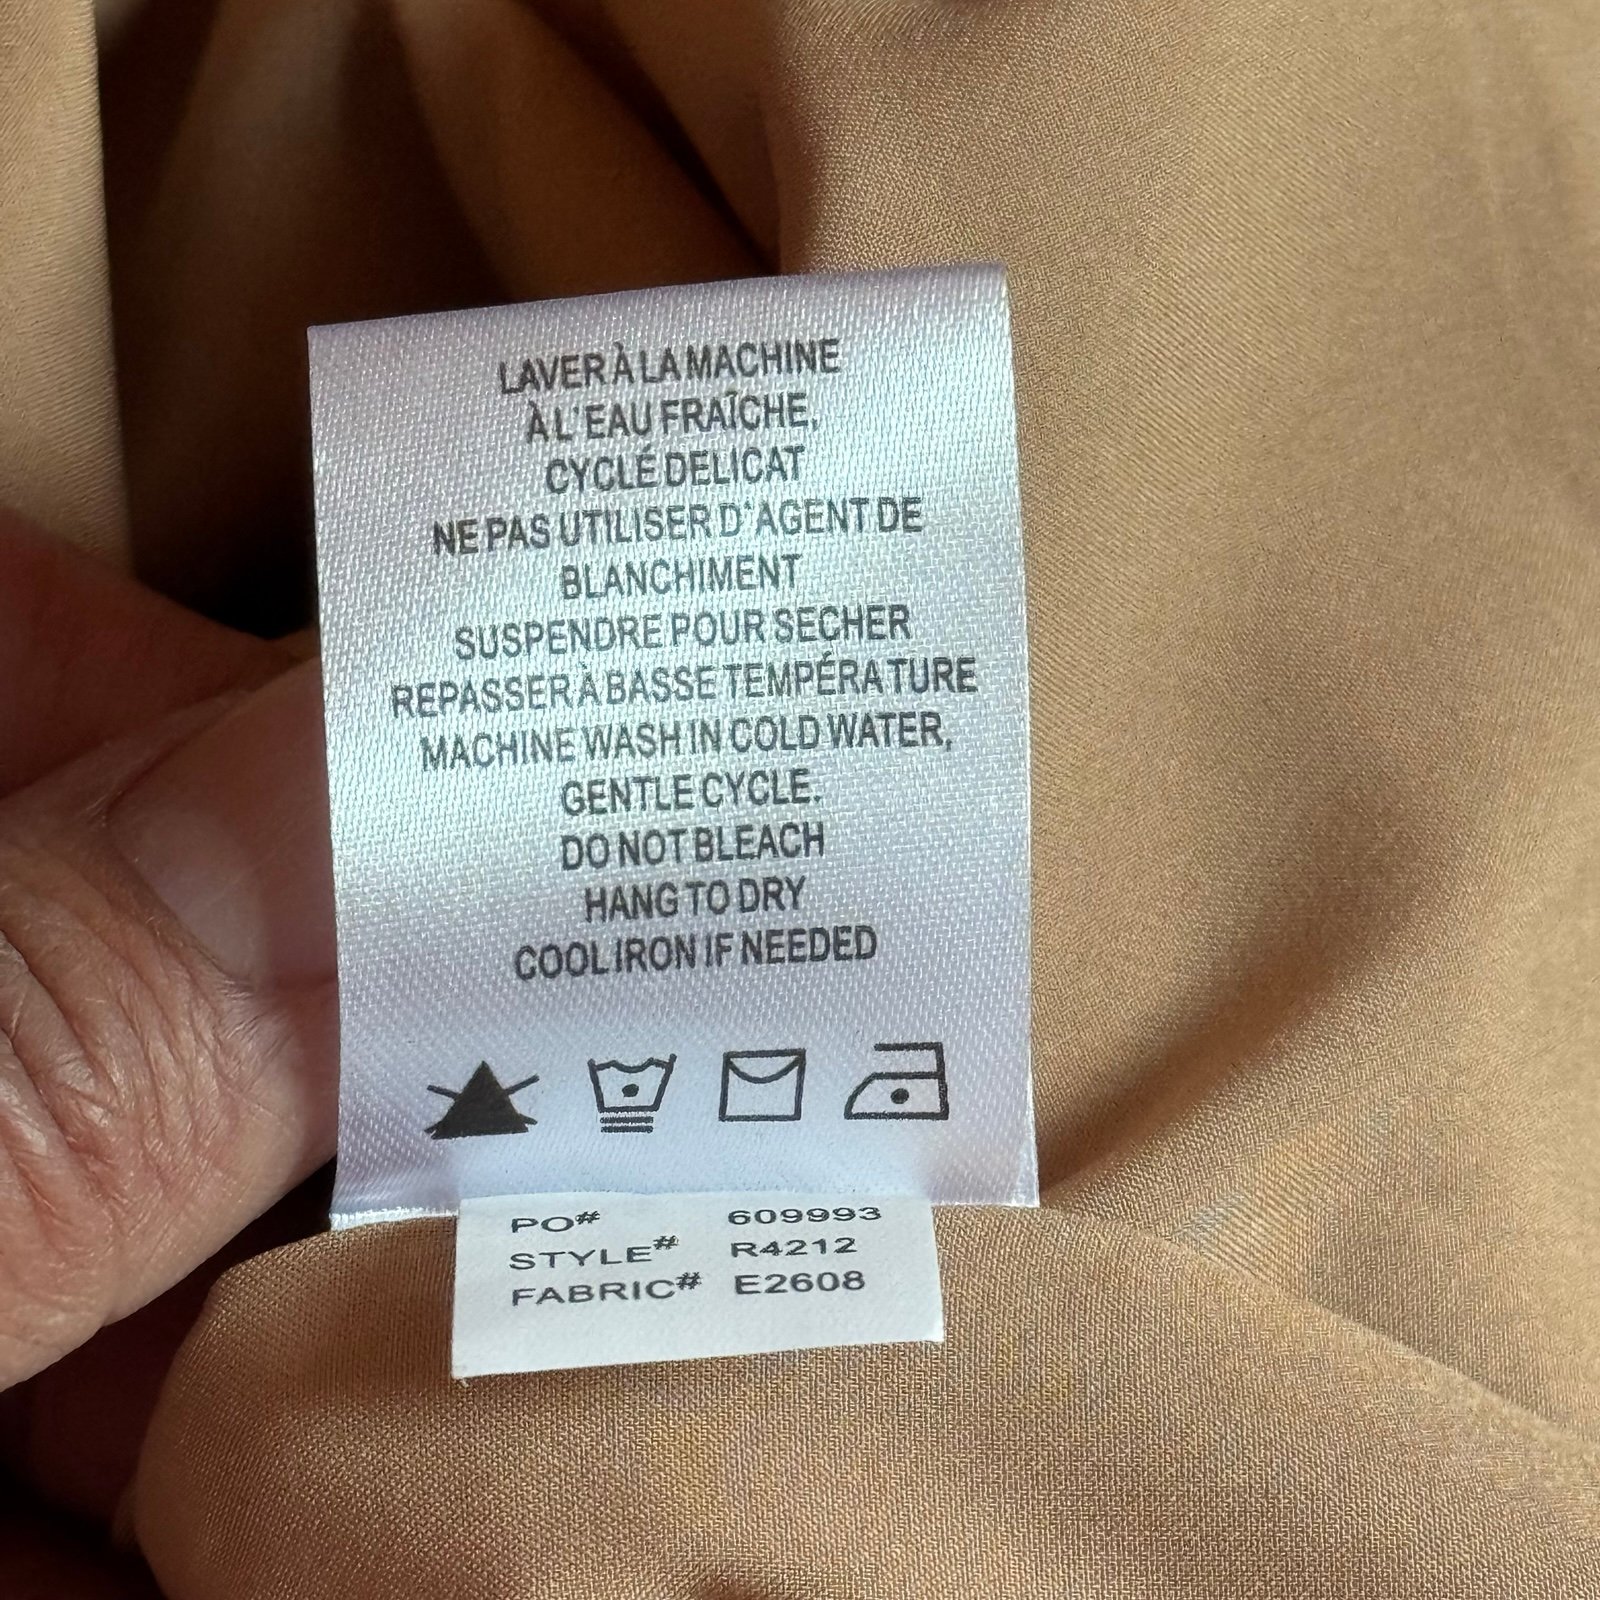 LAVER À LA MACHINE
À L'EAU FRAÎCHE,
CYCLÉ DELICAT
NE PAS UTILISER D'AGENT DE
BLANCHIMENT
SUSPENDRE POUR SECHER
REPASSER À BASSE TEMPÉRATURE
MACHINE WASH IN COLD WATER,
GENTLE CYCLE.
DO NOT BLEACH
HANG TO DRY
COOL IRON IF NEEDED
PO# 609993
STYLE# R4212
FABRIC# E2608